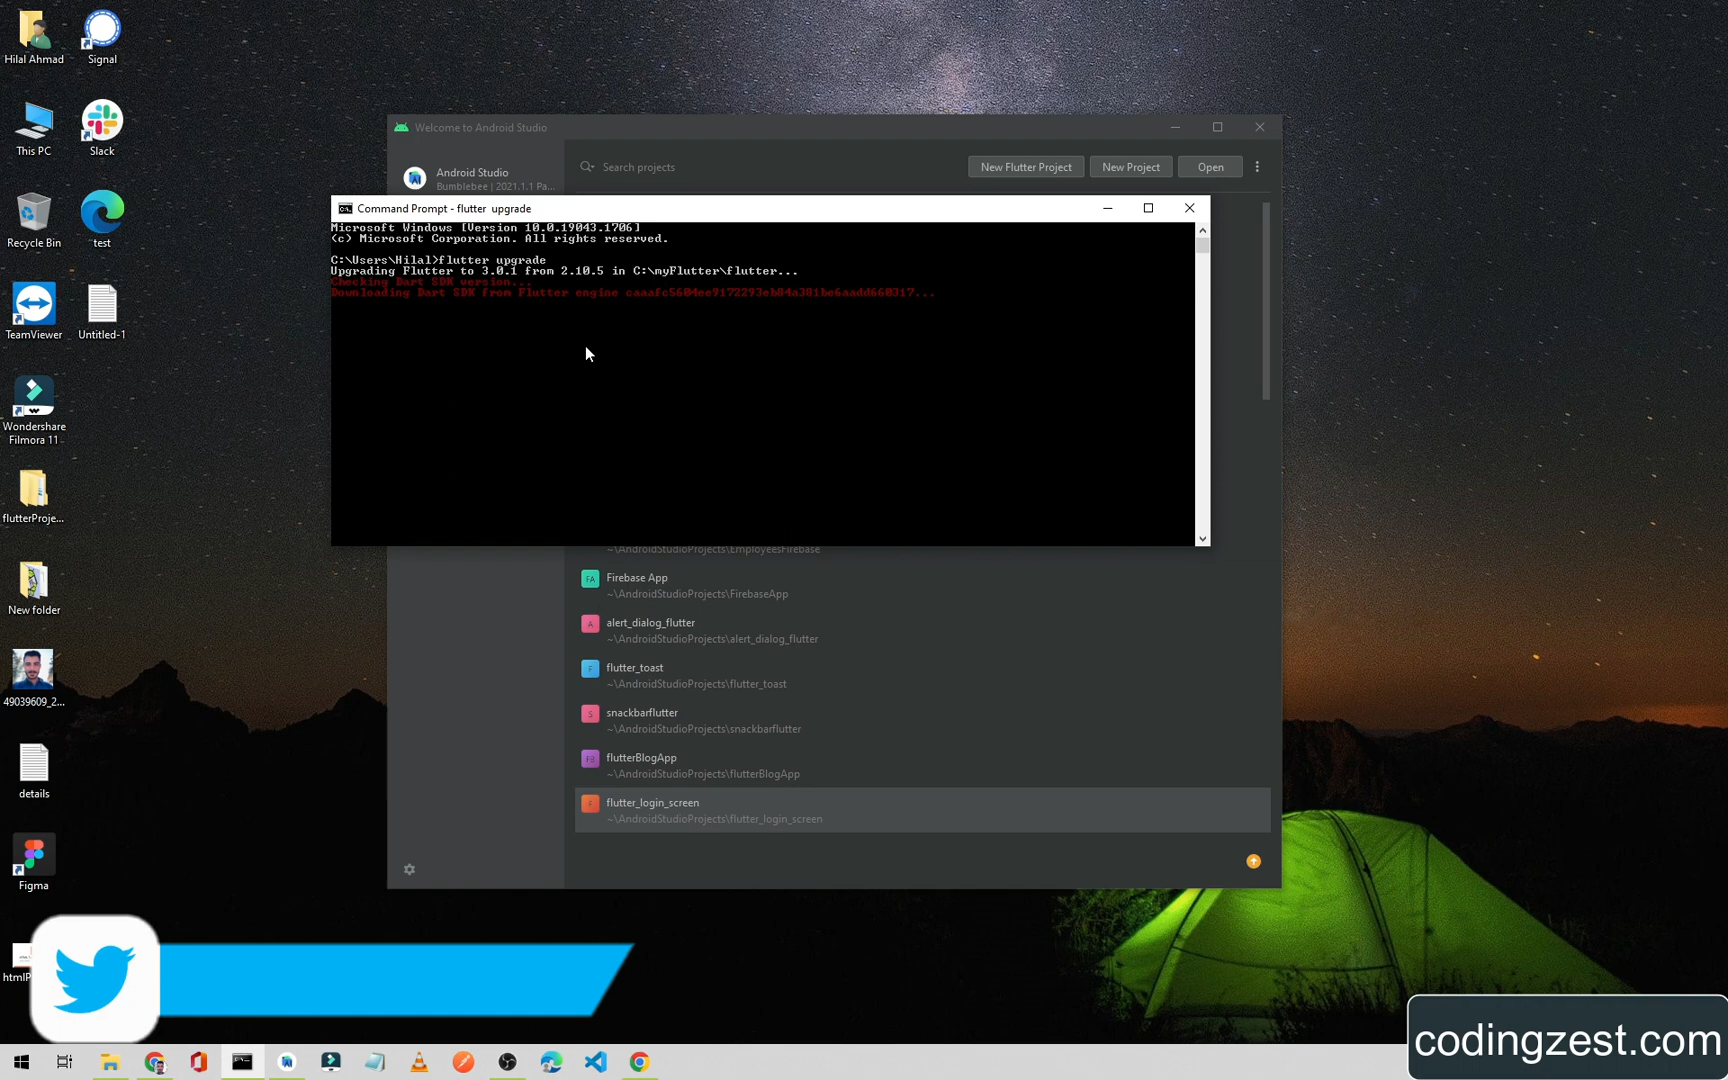 Hilal Ahmad
Signal
This PC
Slack
Recycle Bin
test
TeamViewer
Untitled-1
Wondershare
Filmora 11
flutterProje...
New folder
49039609_2...
details
Figma
Welcome to Android Studio
Android Studio
Bumblebee | 2021.1.1 Pa...
Search projects
New Flutter Project
New Project
Open
Command Prompt - flutter  upgrade
Microsoft Windows [Version 10.0.19043.1706]
(c) Microsoft Corporation. All rights reserved.
C:\Users\Hilal>flutter upgrade
Upgrading Flutter to 3.0.1 from 2.10.5 in C:\myFlutter\flutter...
Checking Dart SDK version...
Downloading Dart SDK from Flutter engine caaafc5604ee9172293eb84a381be6aadd660317...
~\AndroidStudioProjects\EmployeesFirebase
FA
Firebase App
~\AndroidStudioProjects\FirebaseApp
A
alert_dialog_flutter
~\AndroidStudioProjects\alert_dialog_flutter
F
flutter_toast
~\AndroidStudioProjects\flutter_toast
S
snackbarflutter
~\AndroidStudioProjects\snackbarflutter
flutterBlogApp
~\AndroidStudioProjects\flutterBlogApp
F
flutter_login_screen
~\AndroidStudioProjects\flutter_login_screen
codingzest.com